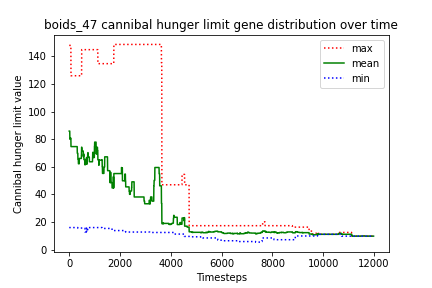 boids_47 cannibal hunger limit gene distribution over time
Cannibal hunger limit value
140
120
100
80
60
40
20
0
max
mean
min
0 2000 4000 6000 8000 10000 12000
Timesteps